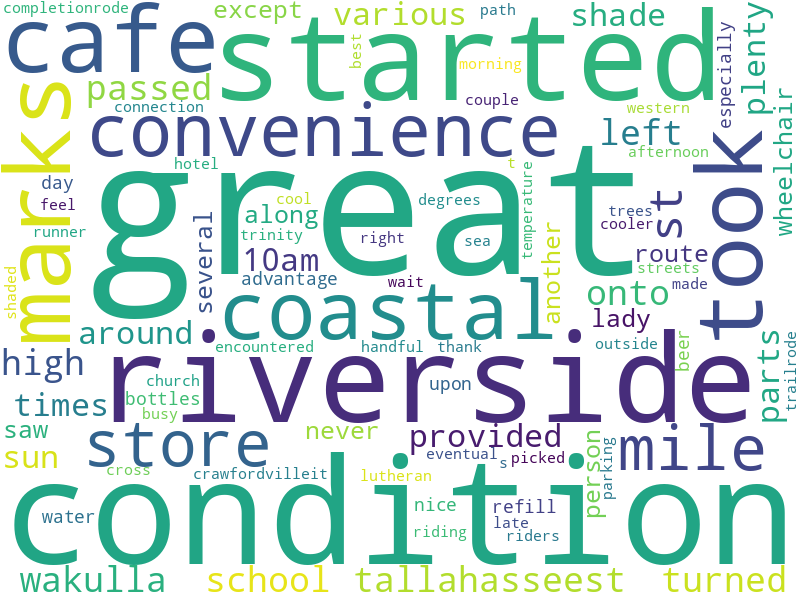 completionrode
except
various
path
shade
cafe
started
best
morning
plenty
especially
passed
connection
couple
western
wheelchair
marks
convenience
left
afternoon
took
hotel
t
day
great
cool
degrees
temperature
st
trees
feel
several
along
cooler
runner
trinity
right
sea
another
route
shaded
10am
advantage
wait
streets
onto
made
coastal
lady
around
encountered
handful
thank
outside
beer
trailrode
high
riverside
church
upon
parts
times
bottles
busy
saw
store
never
provided
mile
sun
eventual
s
picked
person
parking
cross
crawfordvilleit
lutheran
condition
water
nice
refill
late
riding
riders
wakulla
school
tallahasseest
turned